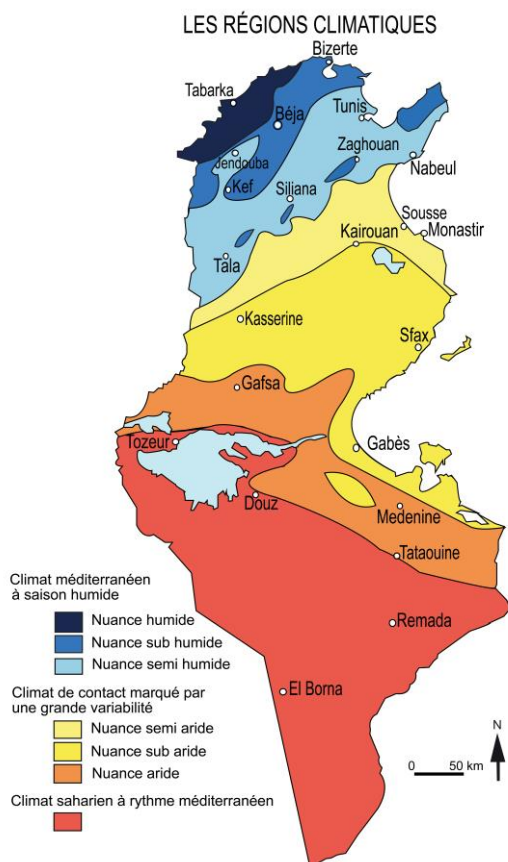 LES RÉGIONS CLIMATIQUES
Bizerte
Tabarka
Tunis
Béja
Zaghouan
Jendouba
Nabeul
Kef
Siliana
Sousse
Kairouan
Monastir
Tala
Kasserine
Sfax
Gafsa
Tozeur
Gabès
Douz
Medenine
Tataouine
Remada
El Borna
Climat méditerranéen
à saison humide
Nuance humide
Nuance sub humide
Nuance semi humide
Climat de contact marqué par
une grande variabilité
Nuance semi aride
Nuance sub aride
Nuance aride
Climat saharien à rythme méditerranéen
N
0 50 km